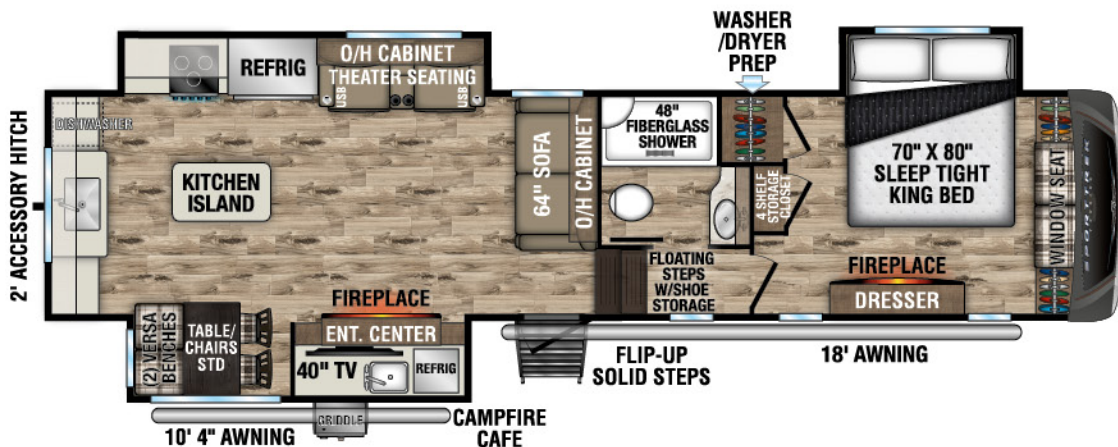 WASHER
/DRYER
PREP
O/H CABINET
THEATER SEATING
USB
USB
REFRIG
DISHWASHER
2' ACCESSORY HITCH
KITCHEN
ISLAND
64" SOFA
O/H CABINET
48"
FIBERGLASS
SHOWER
4 SHELF
STORAGE
CLOSET
70" X 80"
SLEEP TIGHT
KING BED
WINDOW SEAT
SPORTTREK
FLOATING
STEPS
W/SHOE
STORAGE
FIREPLACE
DRESSER
FIREPLACE
ENT. CENTER
(2) VERSA
BENCHES
TABLE/
CHAIRS
STD
40" TV
REFRIG
GRIDDLE
10' 4" AWNING
CAMPFIRE
CAFE
FLIP-UP
SOLID STEPS
18' AWNING